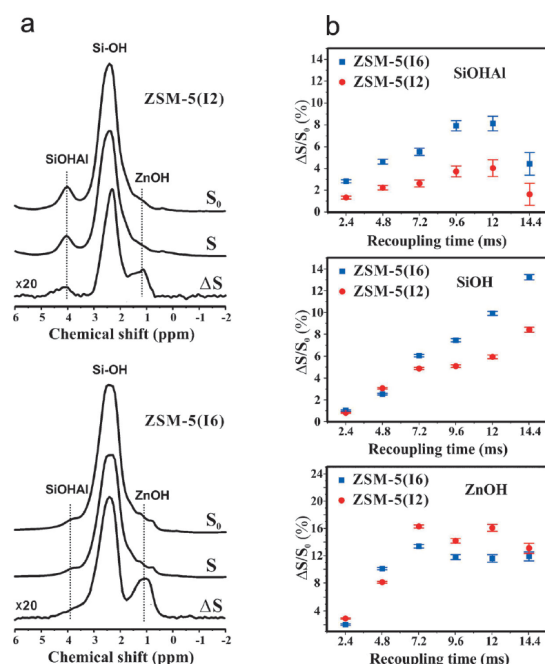 a
Si-OH
ZSM-5(I2)
SiOHAl
ZnOH
S0
S
x20
ΔS
6 5 4 3 2 1 0 -1 -2
Chemical shift (ppm)
Si-OH
ZSM-5(I6)
SiOHAl
ZnOH
S0
S
x20
ΔS
6 5 4 3 2 1 0 -1 -2
Chemical shift (ppm)
b
ZSM-5(I6)
ZSM-5(I2)
SiOHAl
ΔS/S0 (%)
16
14
12
10
8
6
4
2
0
2.4 4.8 7.2 9.6 12 14.4
Recoupling time (ms)
ZSM-5(I6)
ZSM-5(I2)
SiOH
ΔS/S0 (%)
14
12
10
8
6
4
2
0
2.4 4.8 7.2 9.6 12 14.4
Recoupling time (ms)
ZSM-5(I6)
ZSM-5(I2)
ZnOH
ΔS/S0 (%)
24
20
16
12
8
4
2.4 4.8 7.2 9.6 12 14.4
Recoupling time (ms)